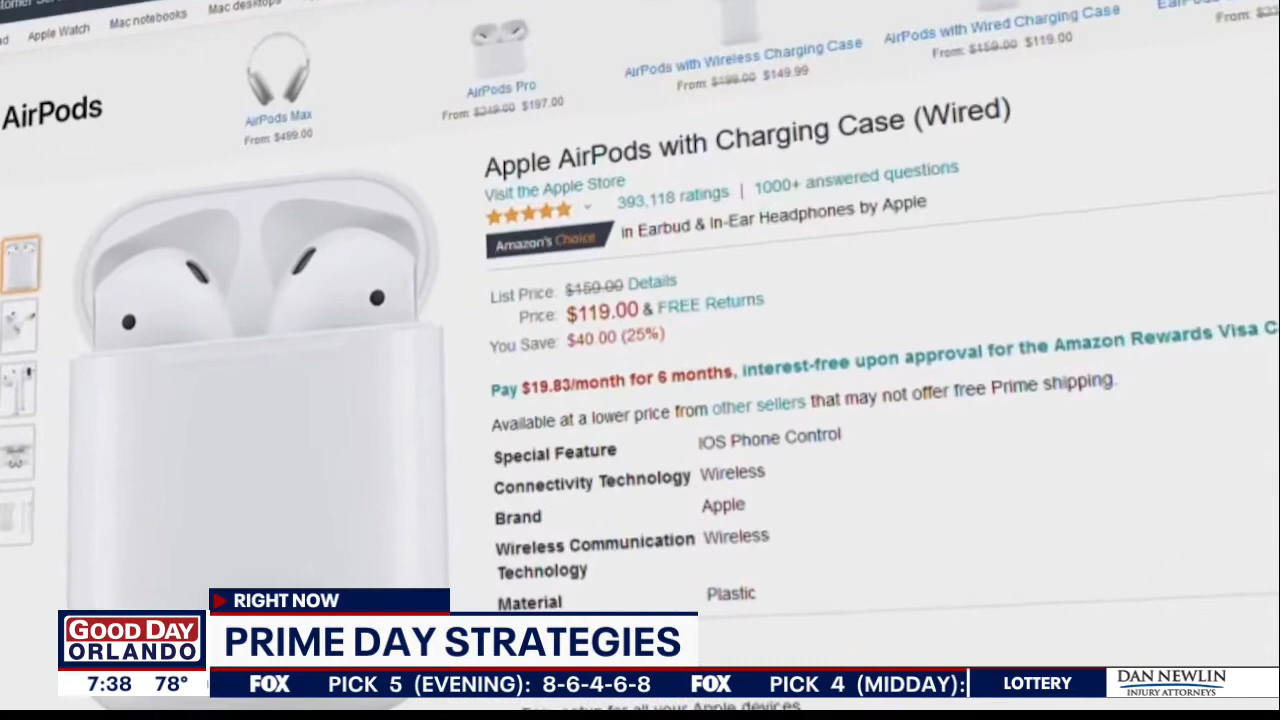 Apple Watch
Mac notebooks
Mac desktops
AirPods
AirPods Max
From: $499.00
AirPods Pro
From: $249.00 $197.00
AirPods with Wireless Charging Case
From: $199.00 $149.99
AirPods with Wired Charging Case
From: $159.00 $119.00
From:
Apple AirPods with Charging Case (Wired)
Visit the Apple Store
393,118 ratings | 1000+ answered questions
Amazon's Choice in Earbud & In-Ear Headphones by Apple
List Price: $159.00 Details
Price: $119.00 & FREE Returns
You Save: $40.00 (25%)
Pay $19.83/month for 6 months, interest-free upon approval for the Amazon Rewards Visa C
Available at a lower price from other sellers that may not offer free Prime shipping.
Special Feature IOS Phone Control
Connectivity Technology Wireless
Brand Apple
Wireless Communication Wireless
Technology
Material Plastic
RIGHT NOW
GOOD DAY
ORLANDO
PRIME DAY STRATEGIES
7:38 78° FOX PICK 5 (EVENING): 8-6-4-6-8 FOX PICK 4 (MIDDAY): LOTTERY
DAN NEWLIN
INJURY ATTORNEYS
for all your Apple devices